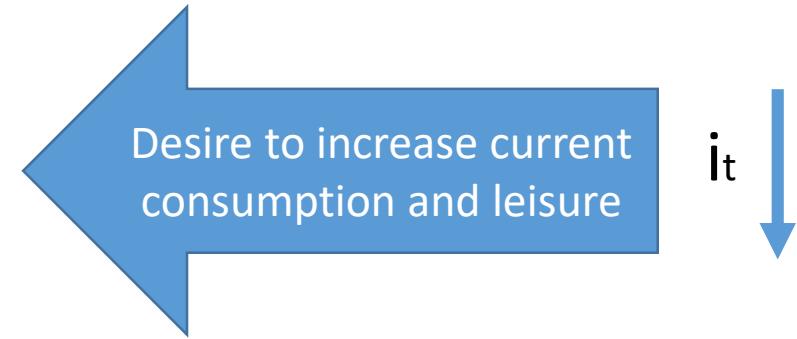 Desire to increase current
consumption and leisure
it